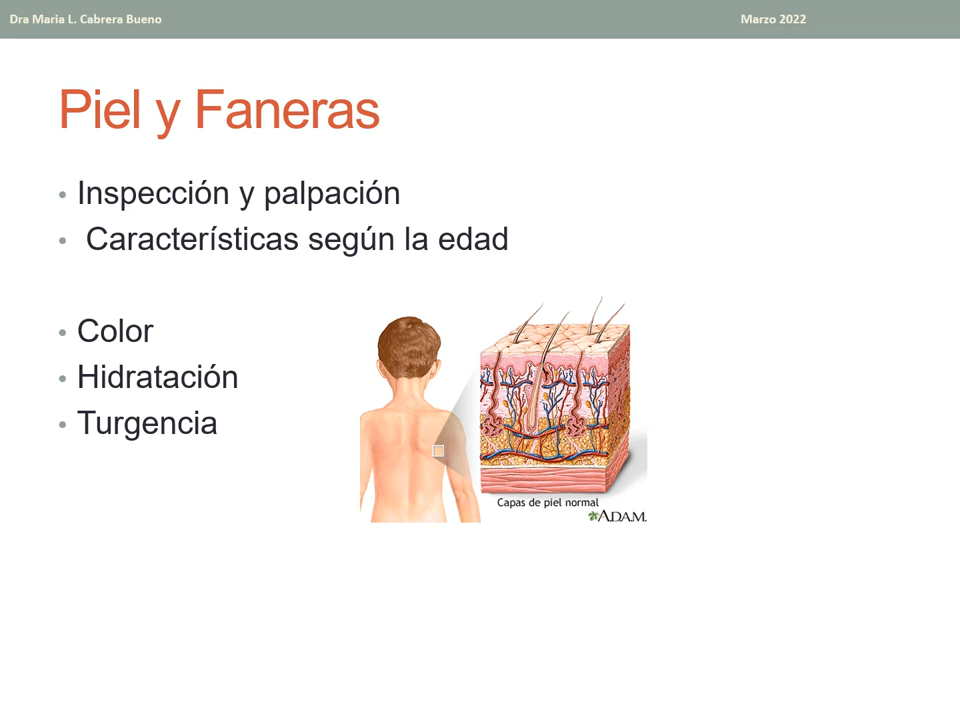 Dra Maria L. Cabrera Bueno
Marzo 2022
Piel y Faneras
• Inspección y palpación
• Características según la edad
• Color
• Hidratación
• Turgencia
Capas de piel normal
ADAM.